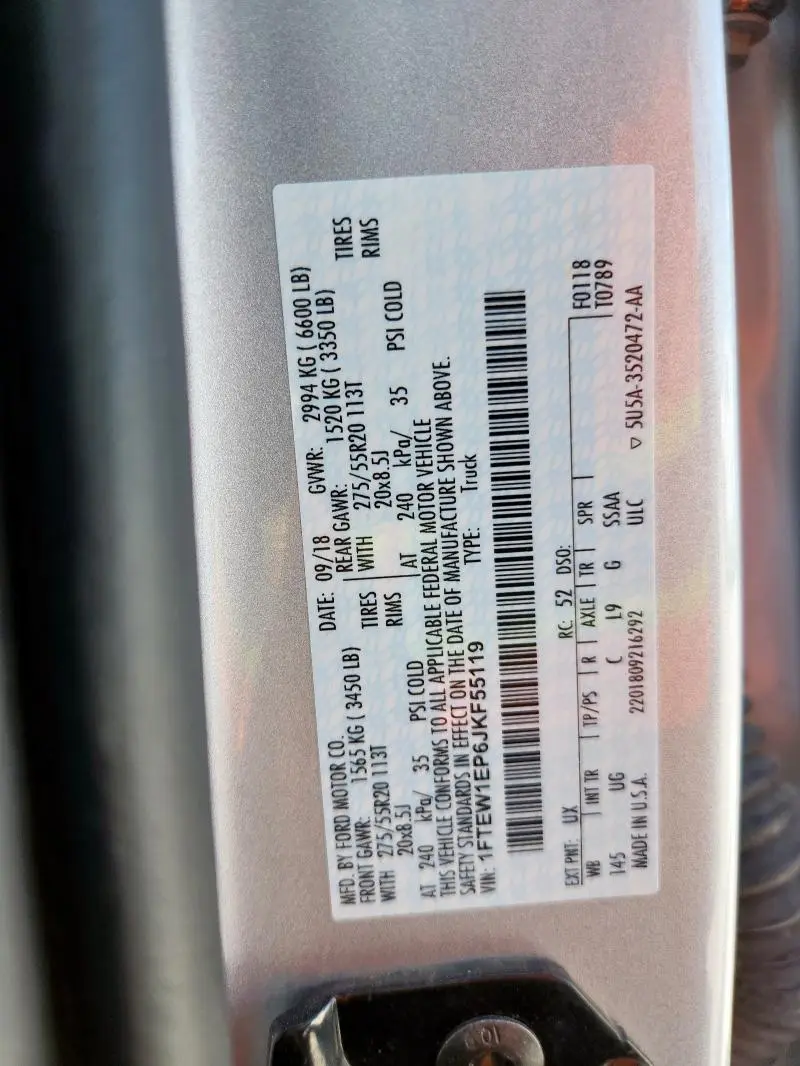 MFD. BY FORD MOTOR CO. DATE: 09/18 GVWR: 2994 KG ( 6600 LB)
FRONT GAWR: 1565 KG ( 3450 LB) REAR GAWR: 1520 KG ( 3350 LB)
WITH 275/55R20 113T TIRES WITH 275/55R20 113T TIRES
20x8.5J RIMS 20x8.5J RIMS
AT 240 kPa/ 35 PSI COLD AT 240 kPa/ 35 PSI COLD
THIS VEHICLE CONFORMS TO ALL APPLICABLE FEDERAL MOTOR VEHICLE
SAFETY STANDARDS IN EFFECT ON THE DATE OF MANUFACTURE SHOWN ABOVE.
VIN: 1FTEW1EP6JKF55119 TYPE: Truck
EXT PNT: UX RC: 52 DSO:
WB INT TR TP/PS R AXLE TR SPR F0118
145 UG C L9 G SSAA T0789
MADE IN U.S.A. 2201809216292 ULC ▽ 5U5A-3520472-AA
10.9